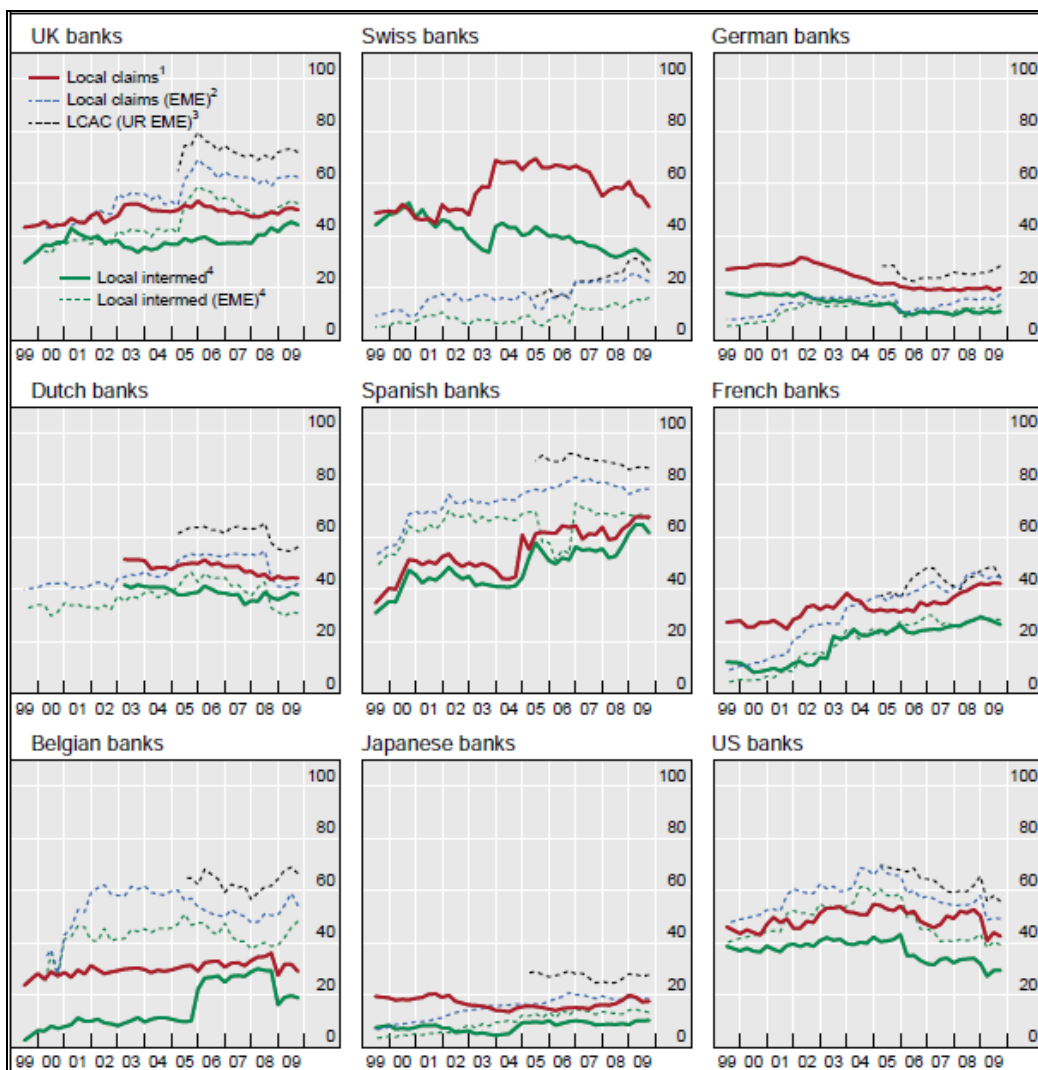 UK banks Swiss banks German banks
Local claims1
Local claims (EME)2
LCAC (UR EME)3
Local intermed4
Local intermed (EME)4
100 100 100
80 80 80
60 60 60
40 40 40
20 20 20
0 0 0
99 00 01 02 03 04 05 06 07 08 09 99 00 01 02 03 04 05 06 07 08 09 99 00 01 02 03 04 05 06 07 08 09
Dutch banks Spanish banks French banks
100 100 100
80 80 80
60 60 60
40 40 40
20 20 20
0 0 0
99 00 01 02 03 04 05 06 07 08 09 99 00 01 02 03 04 05 06 07 08 09 99 00 01 02 03 04 05 06 07 08 09
Belgian banks Japanese banks US banks
100 100 100
80 80 80
60 60 60
40 40 40
20 20 20
0 0 0
99 00 01 02 03 04 05 06 07 08 09 99 00 01 02 03 04 05 06 07 08 09 99 00 01 02 03 04 05 06 07 08 09